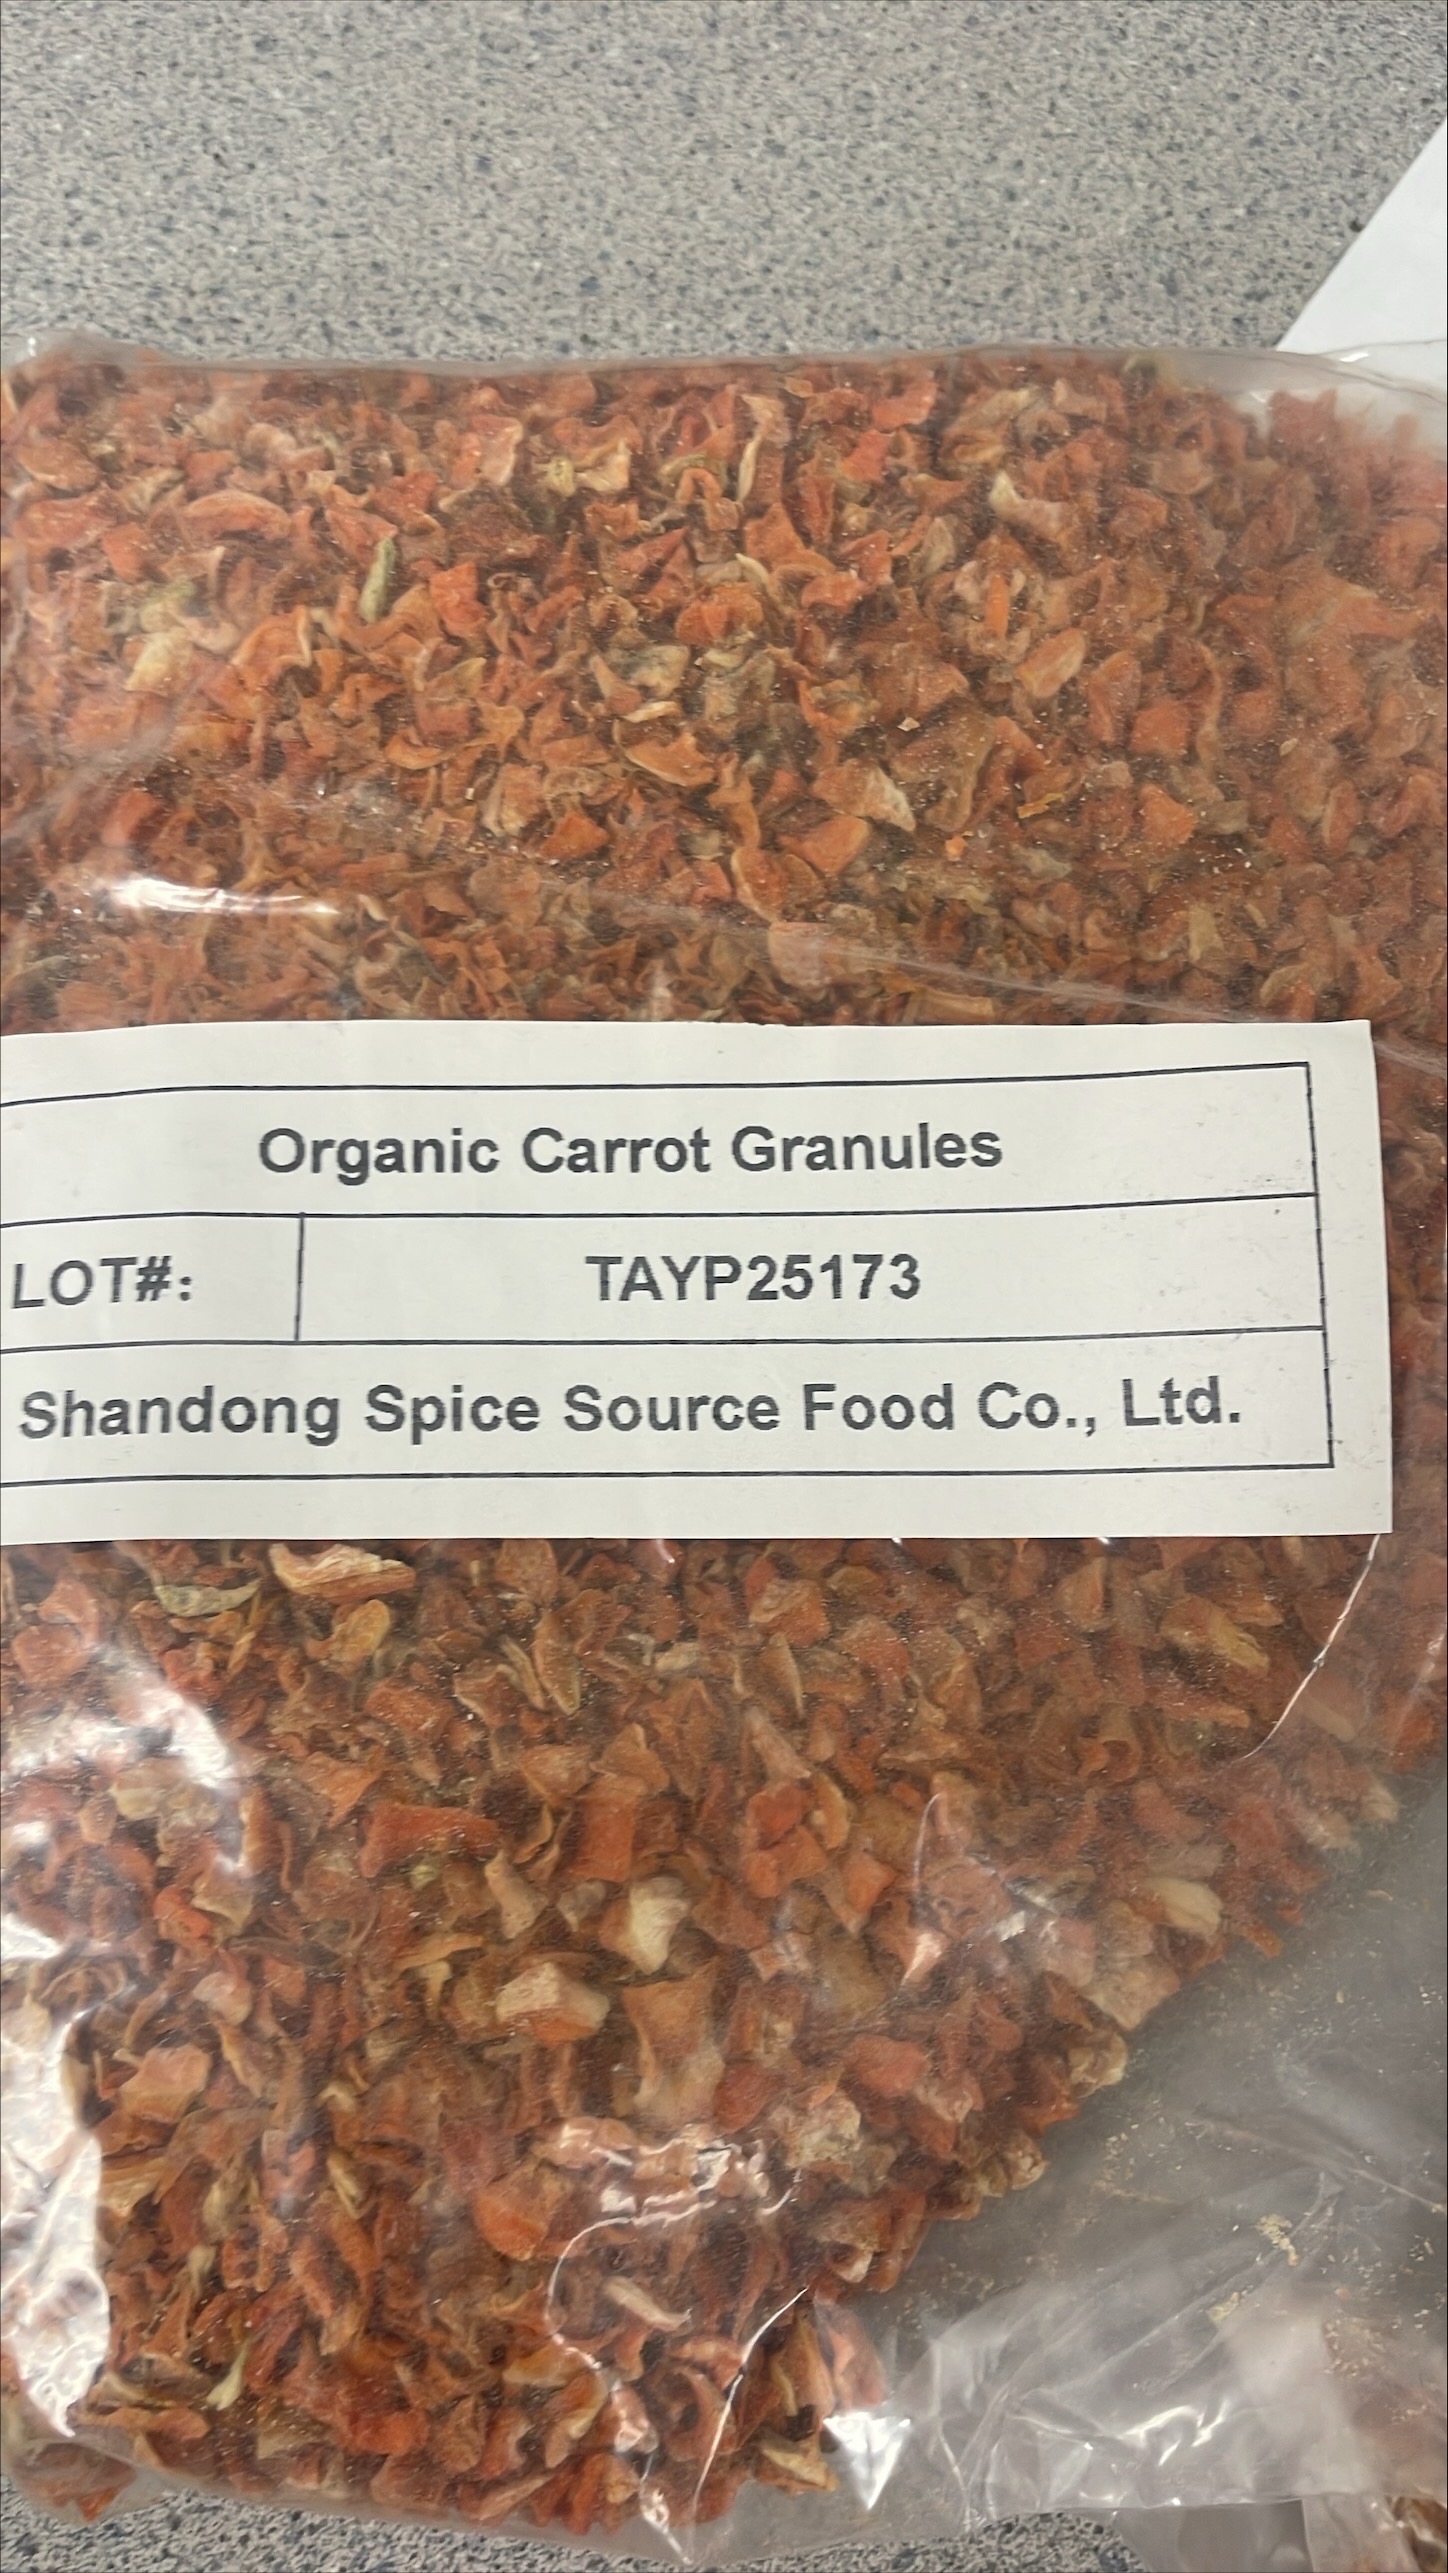 Organic Carrot Granules
LOT#: TAYP25173
Shandong Spice Source Food Co., Ltd.